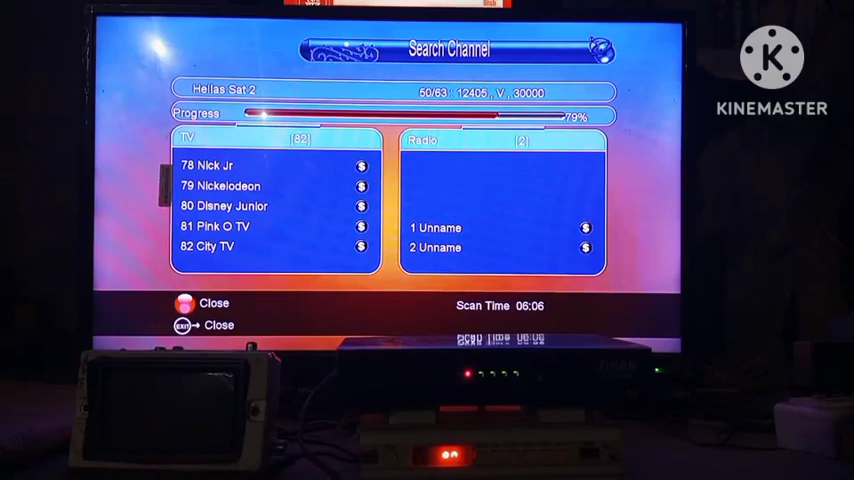 Search Channel
Hellas Sat 2 50/63 : 12405 , V , 30000
Progress 79%
TV [82] Radio [2]
78 Nick Jr $
79 Nickelodeon $
80 Disney Junior $
81 Pink O TV $ 1 Unname $
82 City TV $ 2 Unname $
Close Scan Time 06:06
EXIT Close
K
KINEMASTER
on